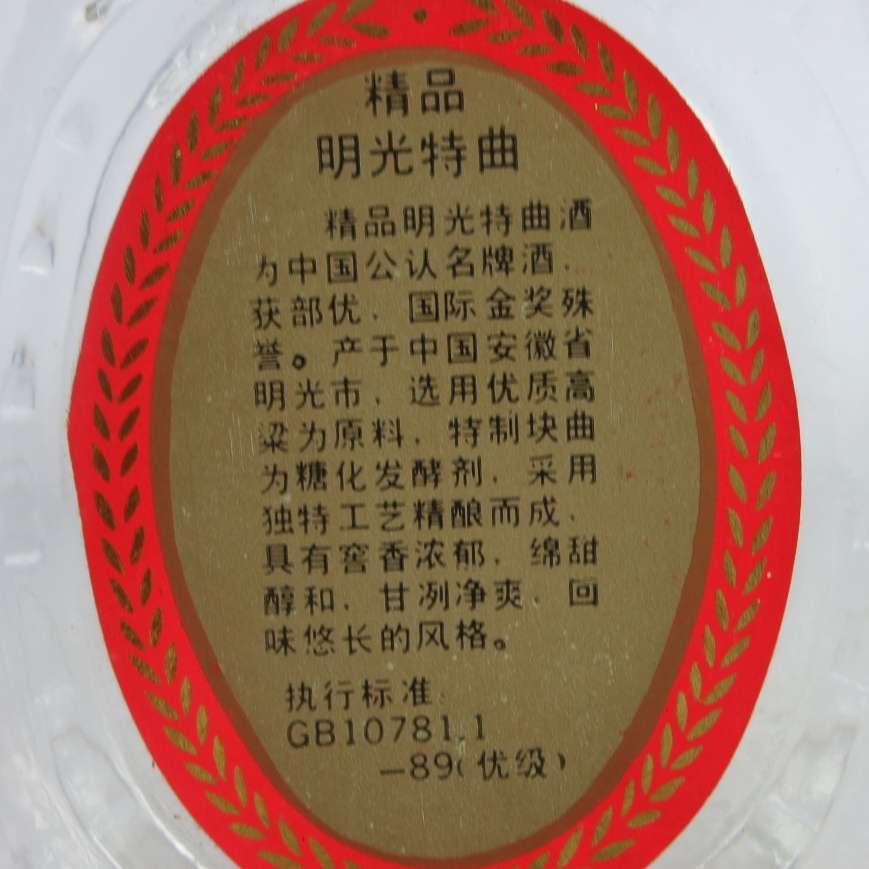 精品
明光特曲
精品明光特曲酒
为中国公认名牌酒，
获部优、国际金奖殊
誉。产于中国安徽省
明光市，选用优质高
粱为原料，特制块曲
为糖化发酵剂，采用
独特工艺精酿而成，
具有窖香浓郁，绵甜
醇和，甘冽净爽，回
味悠长的风格。
执行标准：
GB10781.1
—89（优级）